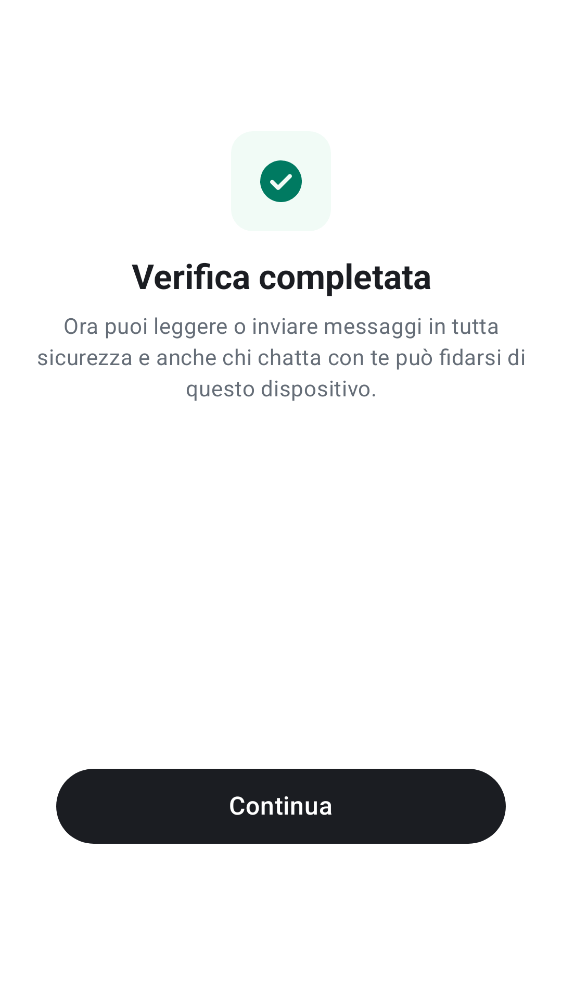 Verifica completata
Ora puoi leggere o inviare messaggi in tutta
sicurezza e anche chi chatta con te può fidarsi di
questo dispositivo.
Continua